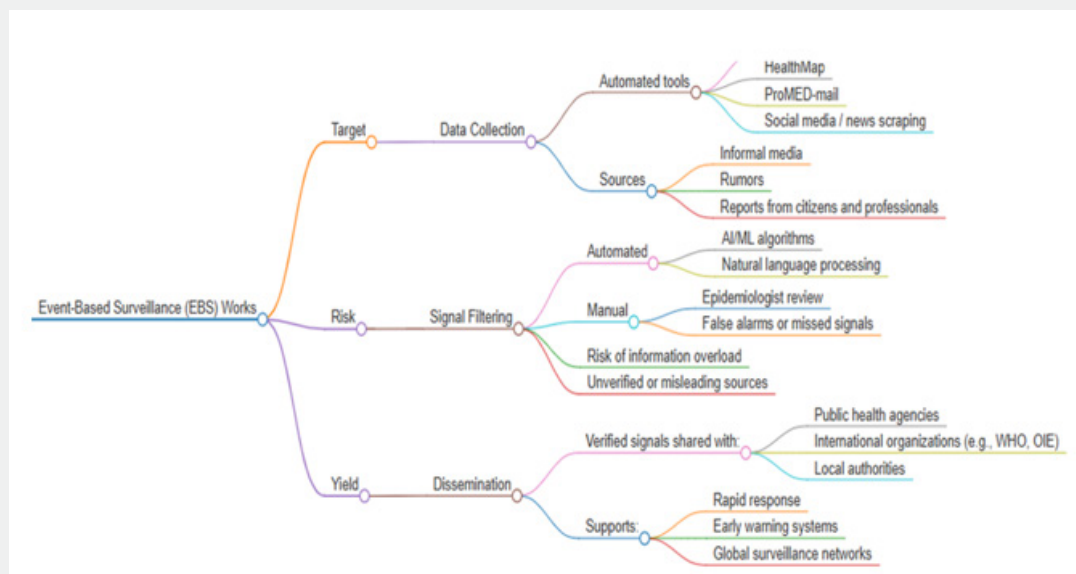 Event-Based Surveillance (EBS) Works
Target
Data Collection
Automated tools
HealthMap
ProMED-mail
Social media / news scraping
Sources
Informal media
Rumors
Reports from citizens and professionals
Risk
Signal Filtering
Automated
AI/ML algorithms
Natural language processing
Manual
Epidemiologist review
False alarms or missed signals
Risk of information overload
Unverified or misleading sources
Yield
Dissemination
Verified signals shared with:
Public health agencies
International organizations (e.g., WHO, OIE)
Local authorities
Supports:
Rapid response
Early warning systems
Global surveillance networks